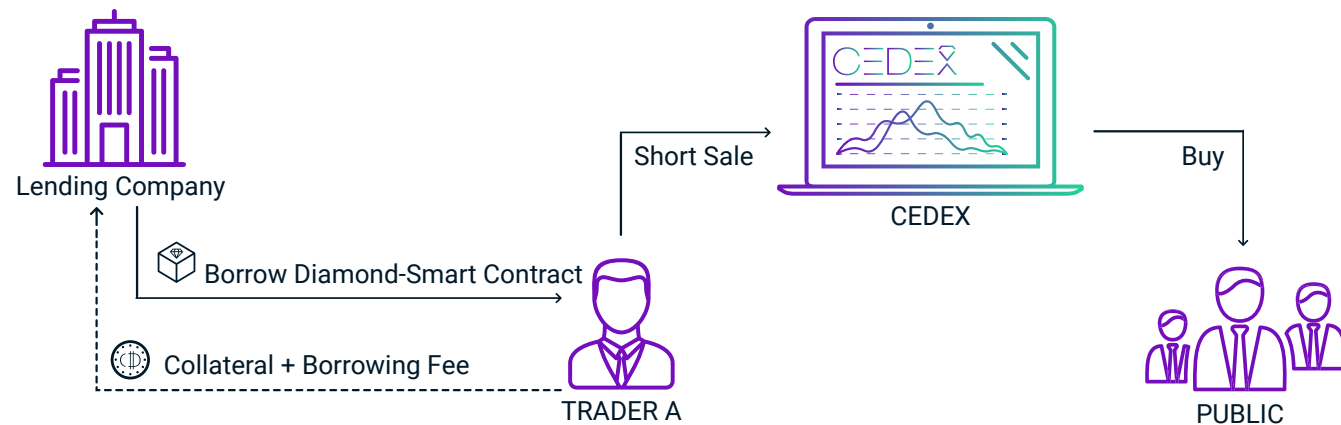 CEDEX
Short Sale
Buy
Lending Company
CEDEX
Borrow Diamond-Smart Contract
Collateral + Borrowing Fee
TRADER A
PUBLIC